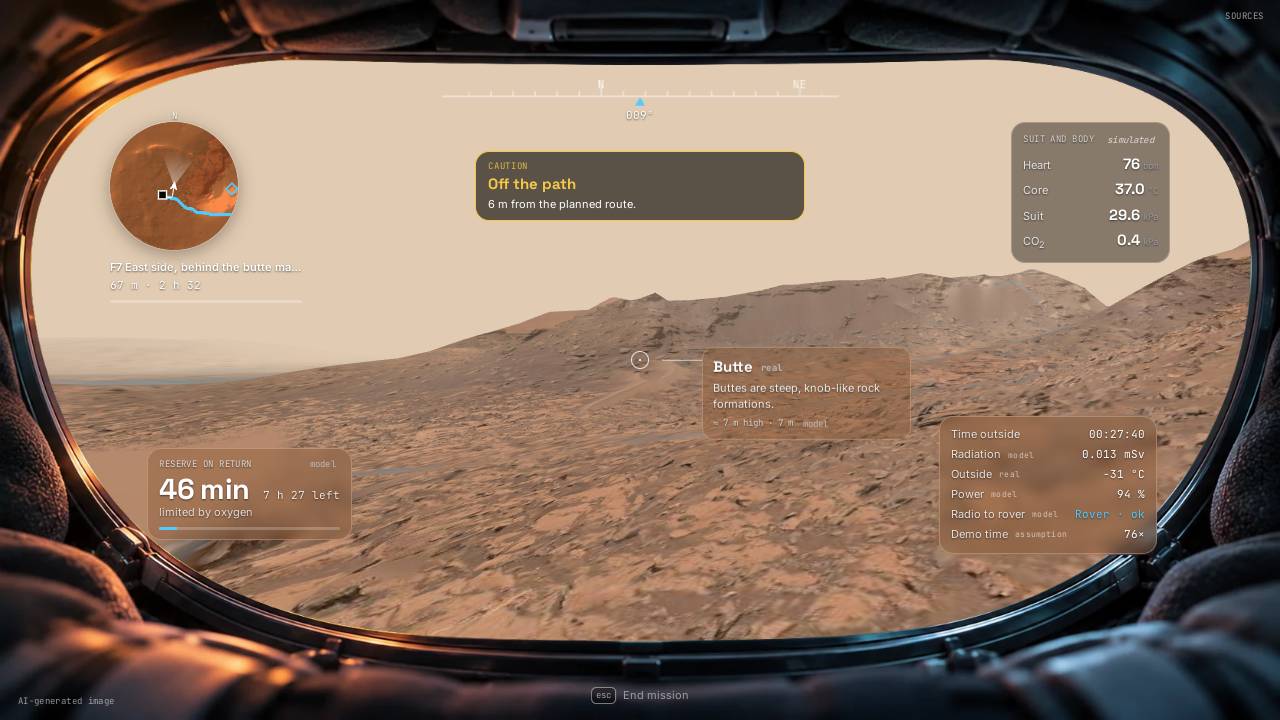 SOURCES
N
NE
009°
N
F7 East side, behind the butte ma...
67 m · 2 h 32
CAUTION
Off the path
6 m from the planned route.
SUIT AND BODY simulated
Heart 76 bpm
Core 37.0 °C
Suit 29.6 kPa
CO2 0.4 kPa
Butte real
Buttes are steep, knob-like rock
formations.
≈ 7 m high · 7 m model
RESERVE ON RETURN model
46 min 7 h 27 left
limited by oxygen
Time outside 00:27:40
Radiation model 0.013 mSv
Outside real -31 °C
Power model 94 %
Radio to rover model Rover · ok
Demo time assumption 76×
esc End mission
AI-generated image